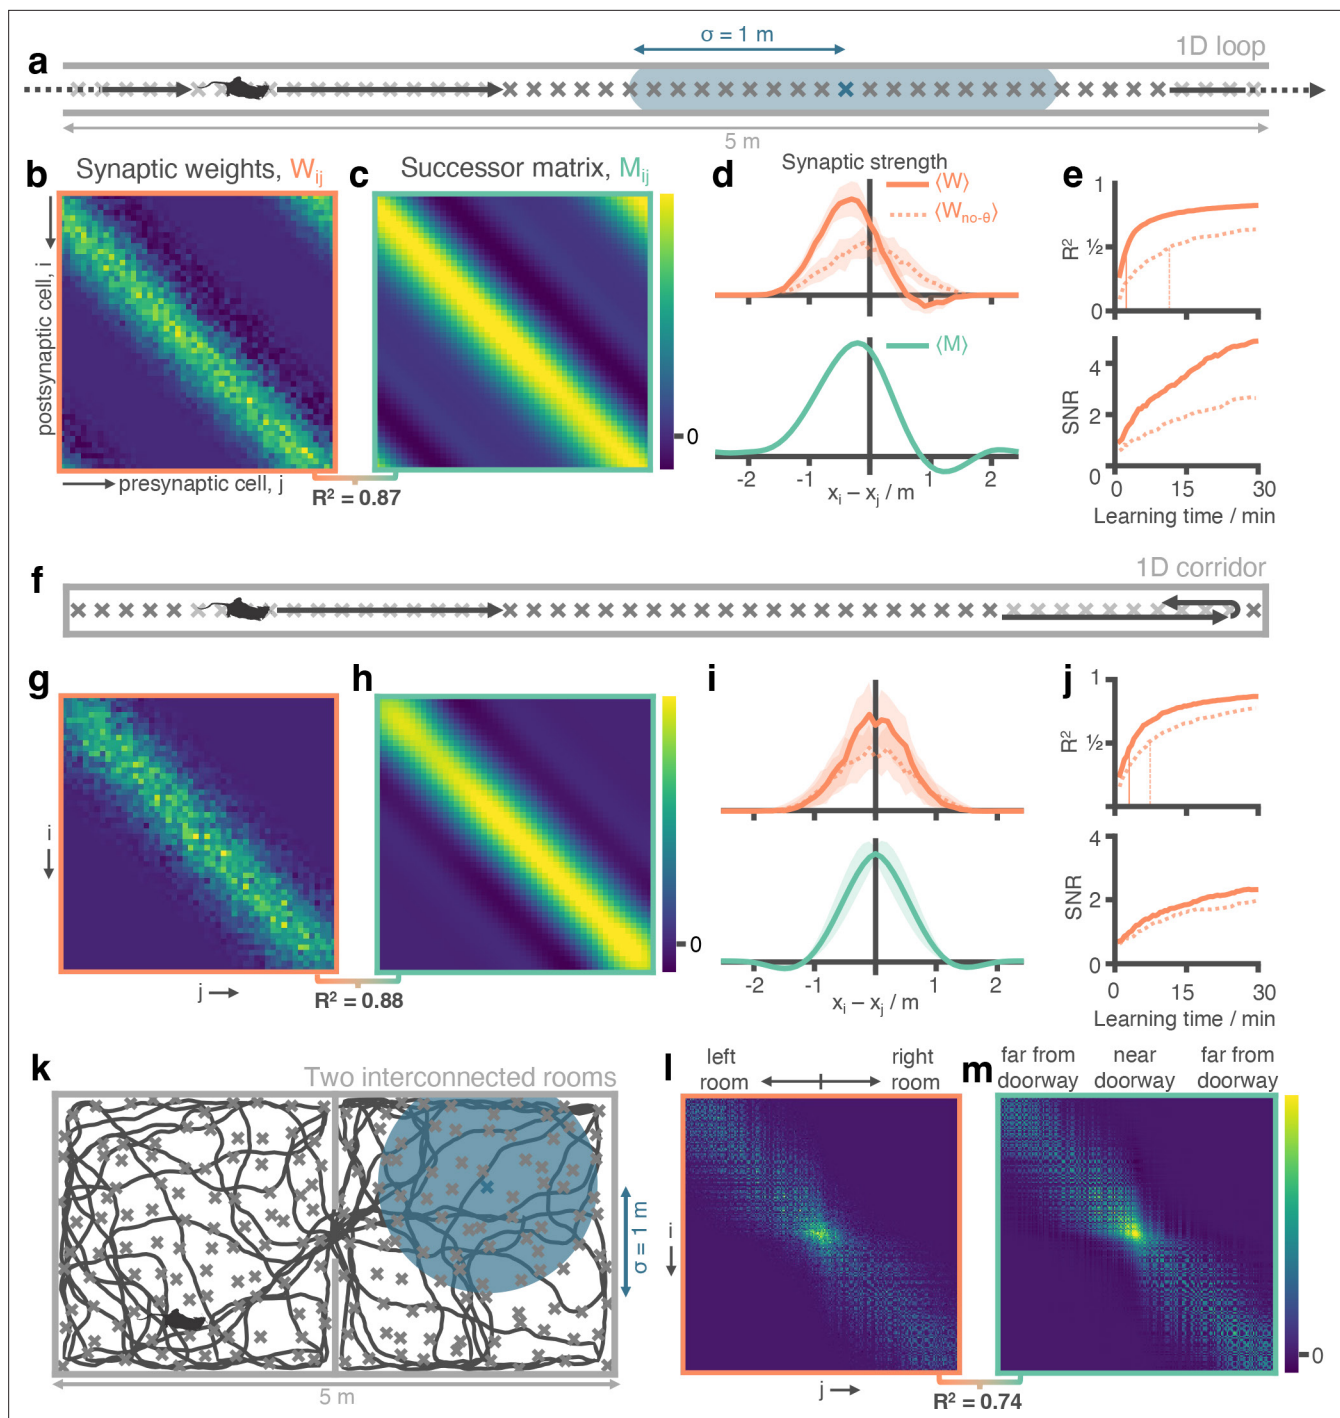 a
σ = 1 m
1D loop
5 m
b Synaptic weights, Wij
c Successor matrix, Mij
postsynaptic cell, i
presynaptic cell, j
0
R² = 0.87
d Synaptic strength
⟨W⟩
⟨Wno-θ⟩
⟨M⟩
-2 -1 1 2
xi – xj / m
e
1
R² ½
0
4
SNR 2
0
0 15 30
Learning time / min
f
1D corridor
g
h
i
j
0
R² = 0.88
i
-2 -1 1 2
xi – xj / m
j
1
R² ½
4
SNR 2
0
0 15 30
Learning time / min
k
Two interconnected rooms
σ = 1 m
5 m
l
left room
right room
m
far from doorway
near doorway
far from doorway
i
j
0
R² = 0.74